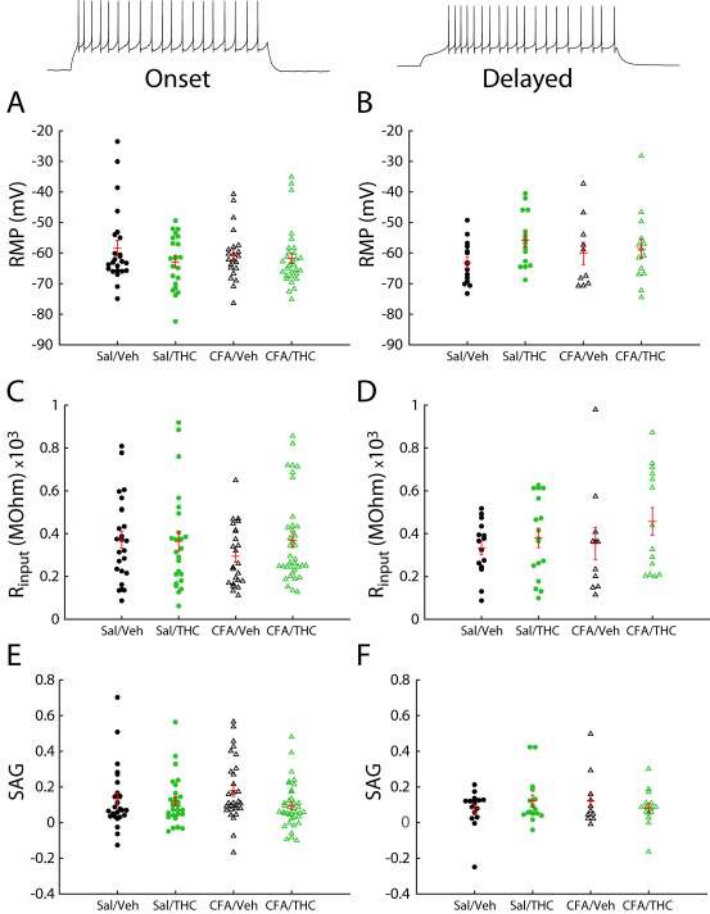 Onset
Delayed
A
B
-20
-30
-40
-50
-60
-70
-80
-90
RMP (mV)
Sal/Veh
Sal/THC
CFA/Veh
CFA/THC
-20
-30
-40
-50
-60
-70
-80
-90
RMP (mV)
Sal/Veh
Sal/THC
CFA/Veh
CFA/THC
C
D
1
0.8
0.6
0.4
0.2
0
Rinput (MOhm) x10³
Sal/Veh
Sal/THC
CFA/Veh
CFA/THC
1
0.8
0.6
0.4
0.2
0
Rinput (MOhm) x10³
Sal/Veh
Sal/THC
CFA/Veh
CFA/THC
E
F
0.8
0.6
0.4
0.2
0
-0.2
-0.4
SAG
Sal/Veh
Sal/THC
CFA/Veh
CFA/THC
0.8
0.6
0.4
0.2
0
-0.2
0.4
SAG
Sal/Veh
Sal/THC
CFA/Veh
CFA/THC